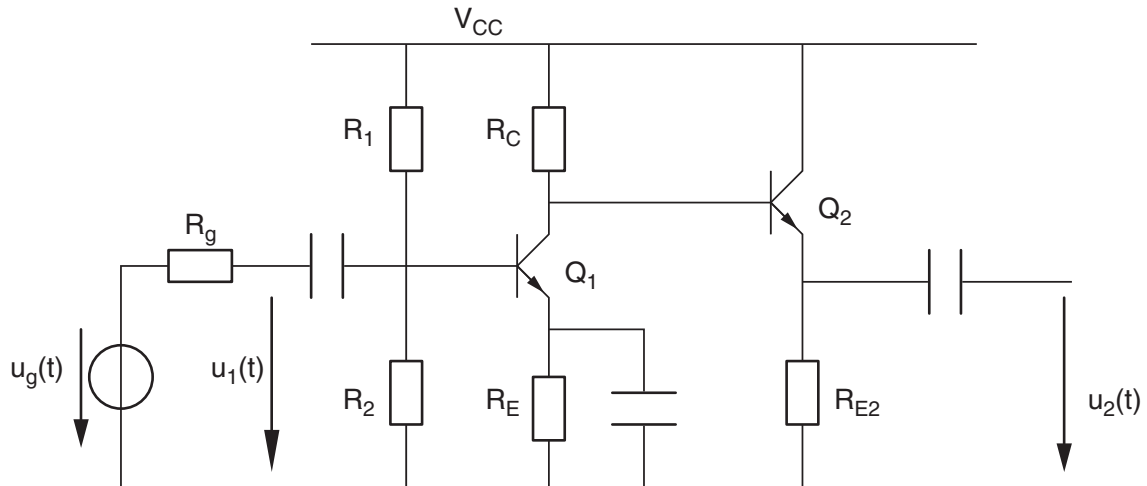 V_CC
R_1
R_C
R_g
Q_2
Q_1
u_g(t)
u_1(t)
R_2
R_E
R_E2
u_2(t)